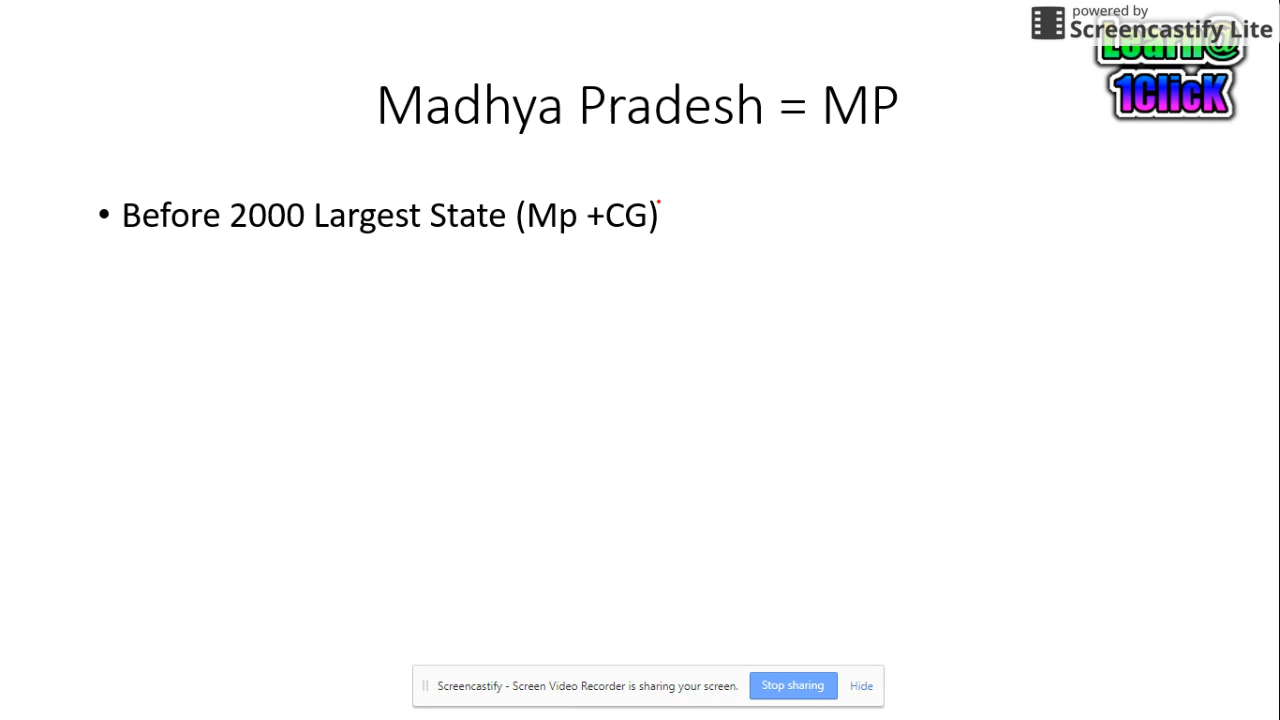 powered by
Screencastify Lite
Learn@
1ClicK
Madhya Pradesh = MP
• Before 2000 Largest State (Mp +CG)
Screencastify - Screen Video Recorder is sharing your screen. Stop sharing Hide